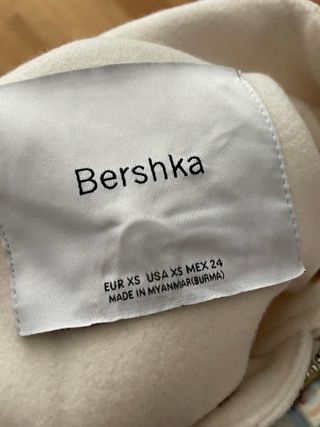 Bershka
EUR XS USA XS MEX 24
MADE IN MYANMAR(BURMA)